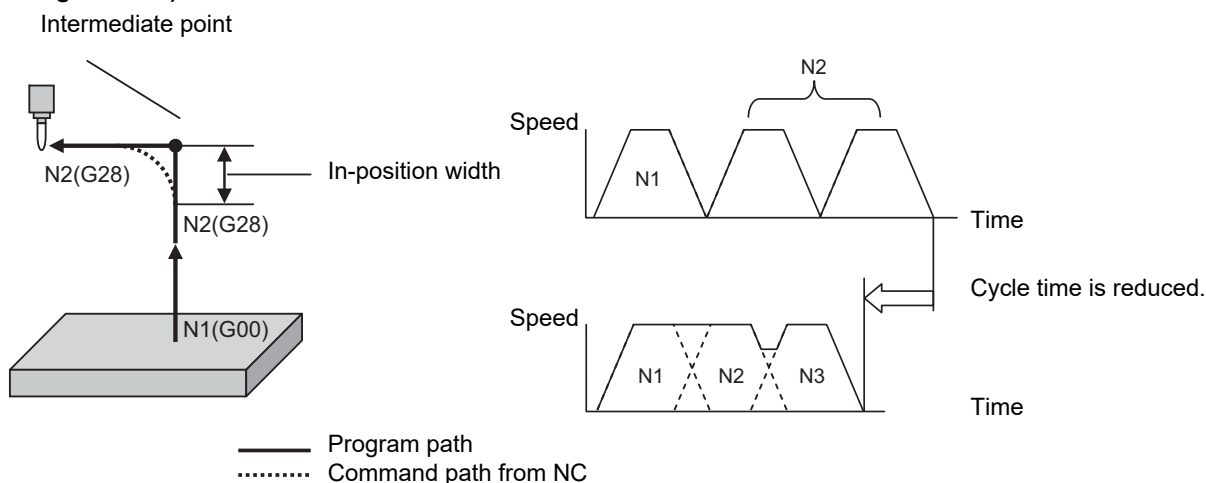 Intermediate point
N2(G28)
N2(G28)
In-position width
N1(G00)
N2
Speed
N1
Time
Cycle time is reduced.
Speed
N1
N2
N3
Time
Program path
Command path from NC